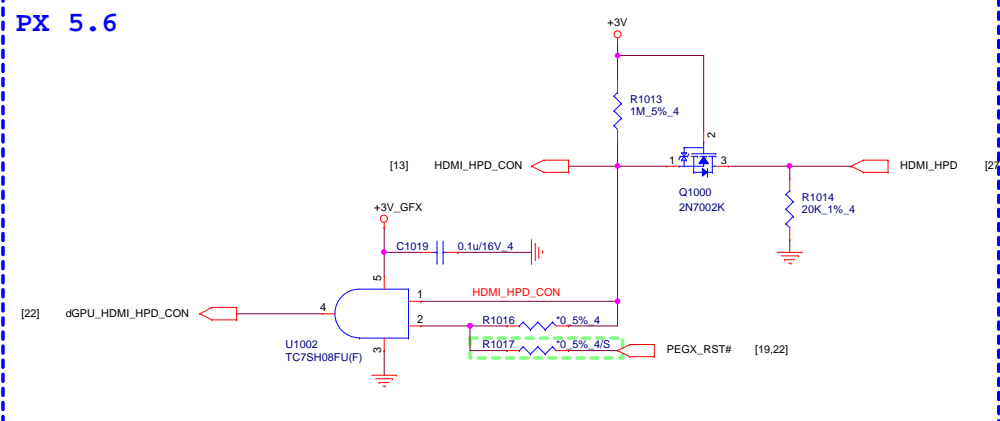 PX 5.6
+3V
R1013
1M_5%_4
2
[13] HDMI_HPD_CON
1
3
HDMI_HPD [27
Q1000
2N7002K
R1014
20K_1%_4
+3V_GFX
C1019 0.1u/16V_4
5
1
HDMI_HPD_CON
[22] dGPU_HDMI_HPD_CON
4
2
R1016 *0_5%_4
U1002
TC7SH08FU(F)
3
R1017 *0_5%_4/S
PEGX_RST# [19,22]